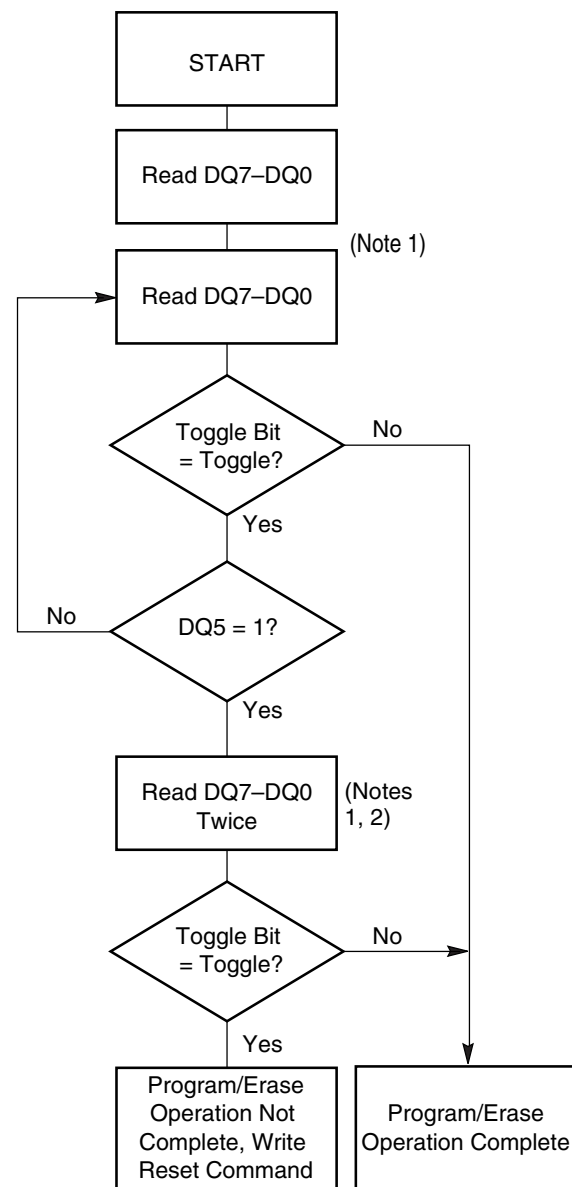 START
Read DQ7–DQ0
(Note 1)
Read DQ7–DQ0
Toggle Bit
= Toggle?
No
Yes
No
DQ5 = 1?
Yes
Read DQ7–DQ0
Twice
(Notes
1, 2)
Toggle Bit
= Toggle?
No
Yes
Program/Erase
Operation Not
Complete, Write
Reset Command
Program/Erase
Operation Complete